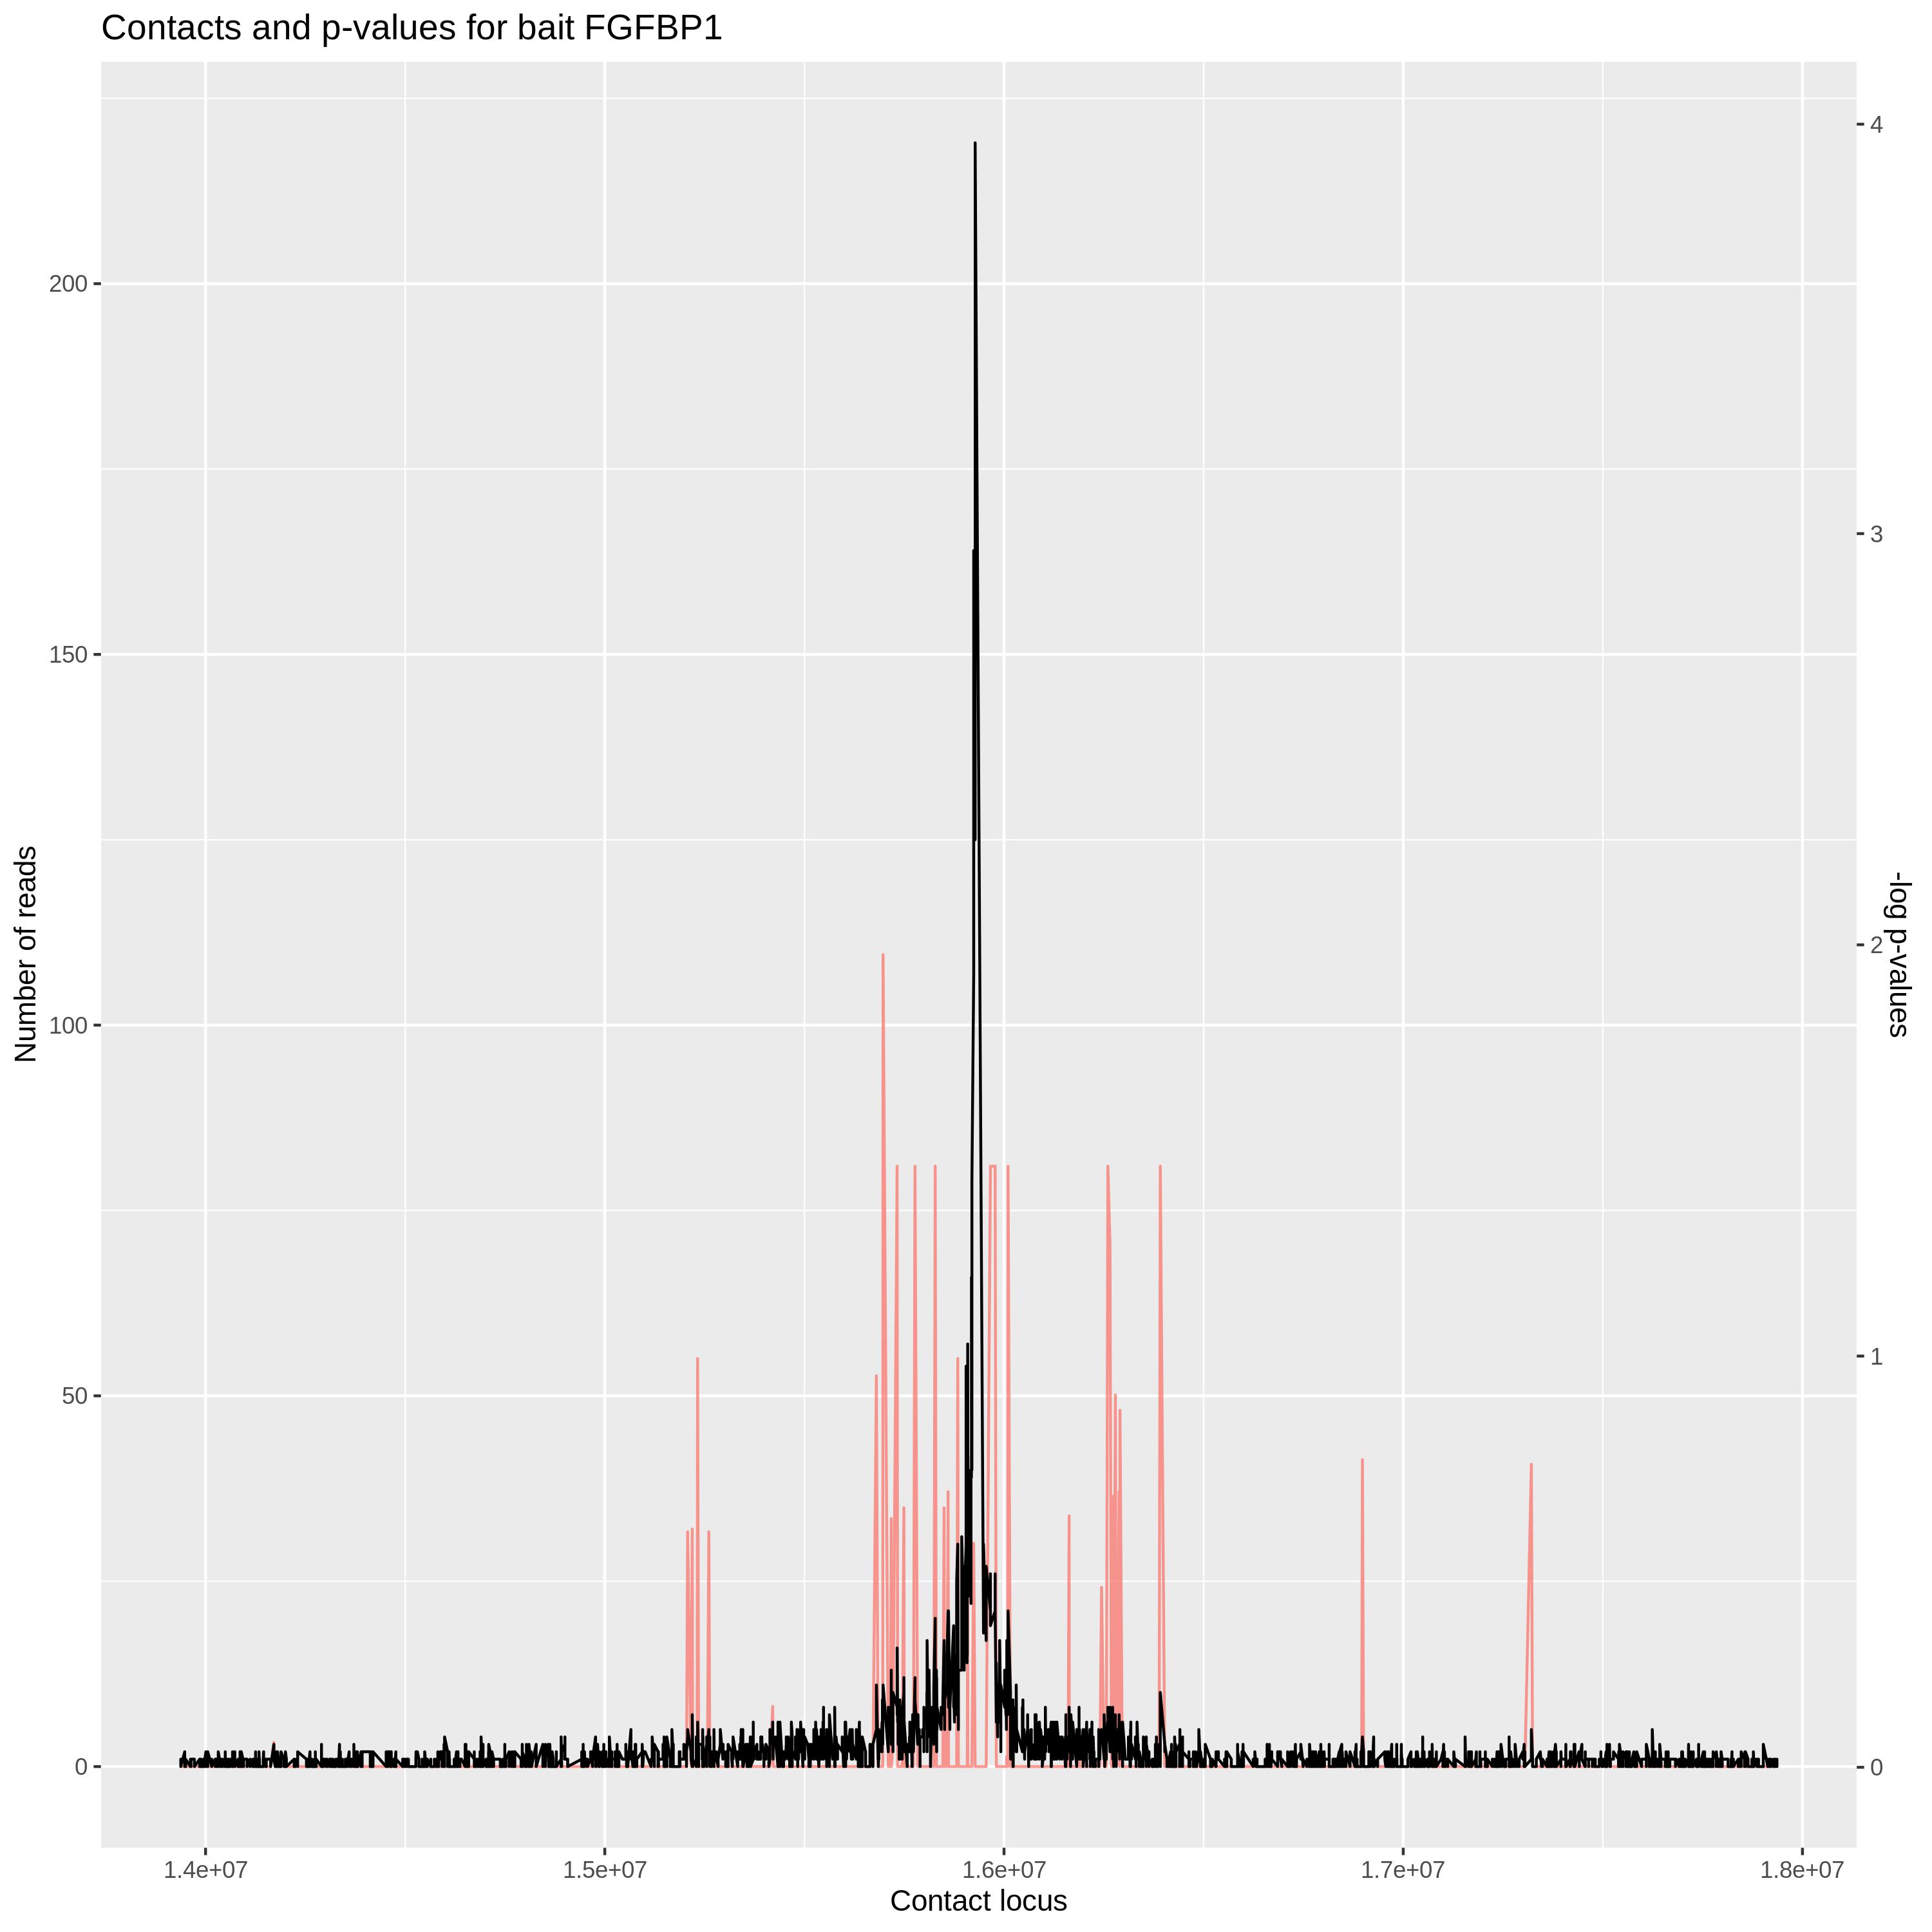 Contacts and p-values for bait FGFBP1
Number of reads
200
150
100
50
0
4
3
2
1
0
-log p-values
1.4e+07 1.5e+07 1.6e+07 1.7e+07 1.8e+07
Contact locus